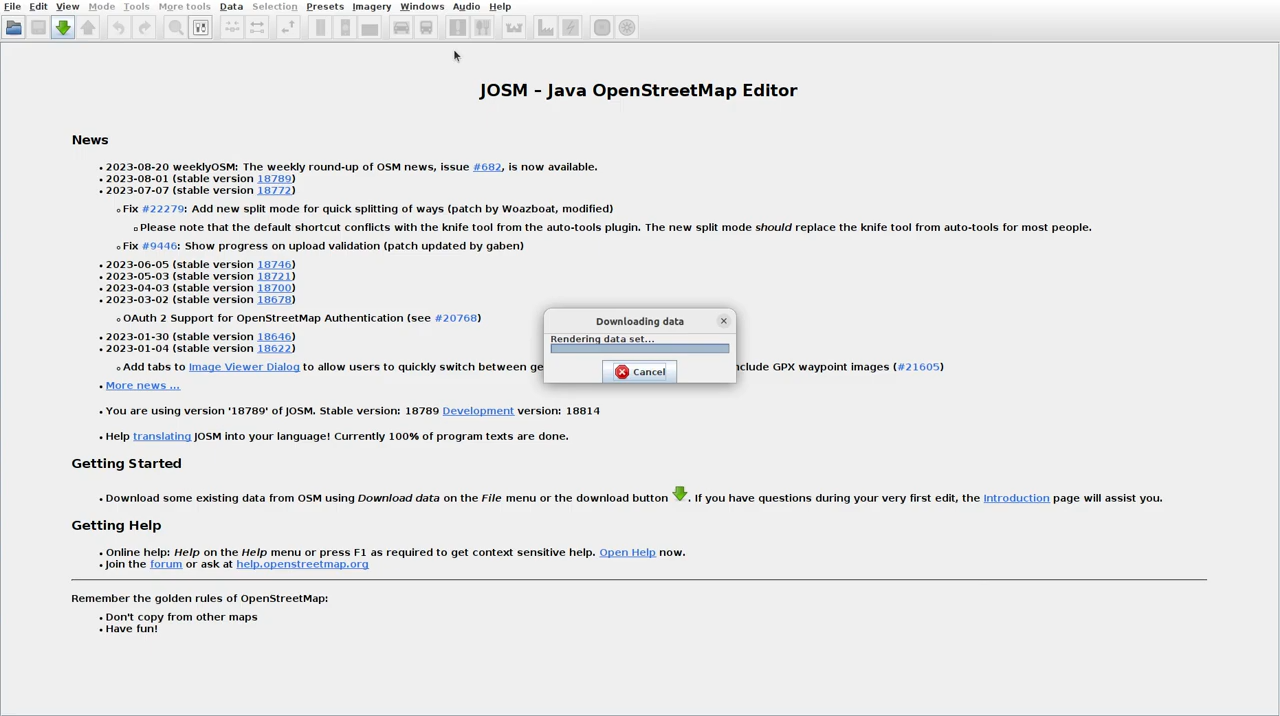 File Edit View Mode Tools More tools Data Selection Presets Imagery Windows Audio Help
JOSM – Java OpenStreetMap Editor
News
2023-08-20 weeklyOSM: The weekly round-up of OSM news, issue #682, is now available.
2023-08-01 (stable version 18789)
2023-07-07 (stable version 18772)
Fix #22279: Add new split mode for quick splitting of ways (patch by Woazboat, modified)
Please note that the default shortcut conflicts with the knife tool from the auto-tools plugin. The new split mode should replace the knife tool from auto-tools for most people.
Fix #9446: Show progress on upload validation (patch updated by gaben)
2023-06-05 (stable version 18746)
2023-05-03 (stable version 18721)
2023-04-03 (stable version 18700)
2023-03-02 (stable version 18678)
OAuth 2 Support for OpenStreetMap Authentication (see #20768)
2023-01-30 (stable version 18646)
2023-01-04 (stable version 18622)
Add tabs to Image Viewer Dialog to allow users to quickly switch between GPX waypoint images (#21605)
More news ...
Downloading data
Rendering data set...
Cancel
You are using version '18789' of JOSM. Stable version: 18789 Development version: 18814
Help translating JOSM into your language! Currently 100% of program texts are done.
Getting Started
Download some existing data from OSM using Download data on the File menu or the download button . If you have questions during your very first edit, the Introduction page will assist you.
Getting Help
Online help: Help on the Help menu or press F1 as required to get context sensitive help. Open Help now.
Join the forum or ask at help.openstreetmap.org
Remember the golden rules of OpenStreetMap:
Don't copy from other maps
Have fun!